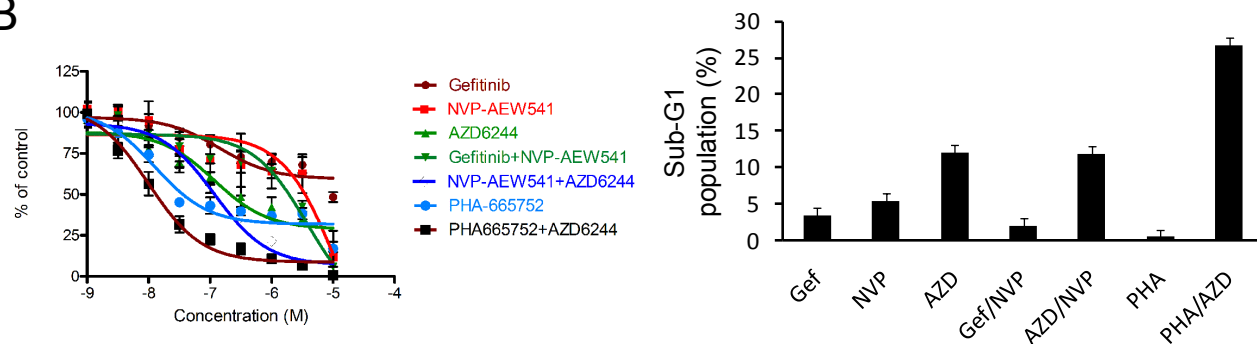 B
125
100
75
50
25
0
-9 -8 -7 -6 -5 -4
% of control
Concentration (M)
Gefitinib
NVP-AEW541
AZD6244
Gefitinib+NVP-AEW541
NVP-AEW541+AZD6244
PHA-665752
PHA665752+AZD6244
Sub-G1
population (%)
30
25
20
15
10
5
0
Gef
NVP
AZD
Gef/NVP
AZD/NVP
PHA
PHA/AZD